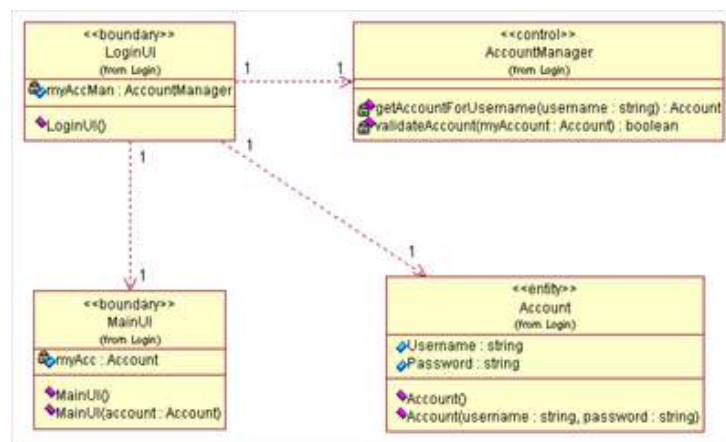 <<boundary>>
LoginUI
(from Login)
myAccMan : AccountManager
LoginUI()
1
1
<<control>>
AccountManager
(from Login)
getAccountForUsername(username : string) : Account
validateAccount(myAccount : Account) : boolean
1
1
1
1
<<boundary>>
MainUI
(from Login)
myAcc : Account
MainUI()
MainUI(account : Account)
<<entity>>
Account
(from Login)
Username : string
Password : string
Account()
Account(username : string, password : string)